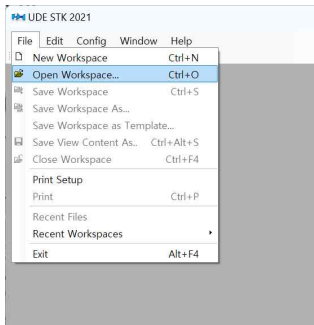 UDE STK 2021
File Edit Config Window Help
New Workspace Ctrl+N
Open Workspace... Ctrl+O
Save Workspace Ctrl+S
Save Workspace As...
Save Workspace as Template...
Save View Content As.. Ctrl+Alt+S
Close Workspace Ctrl+F4
Print Setup
Print Ctrl+P
Recent Files
Recent Workspaces
Exit Alt+F4